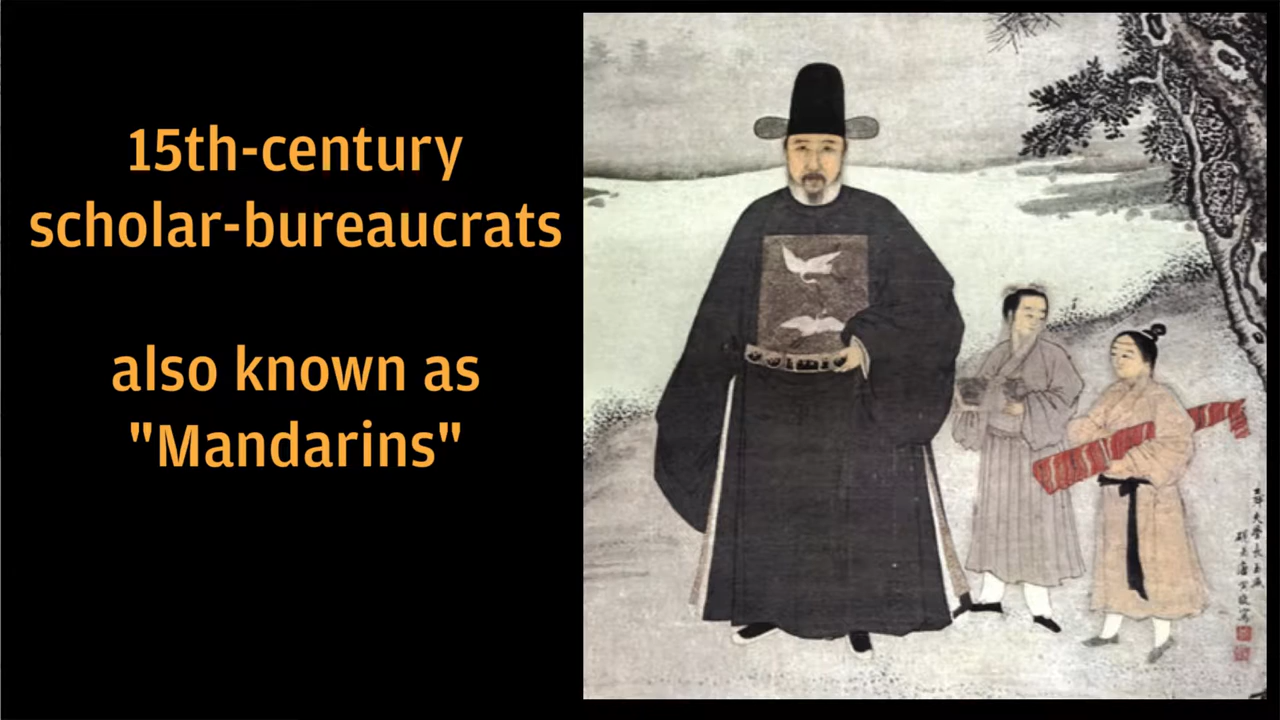 15th-century
scholar-bureaucrats
also known as
"Mandarins"